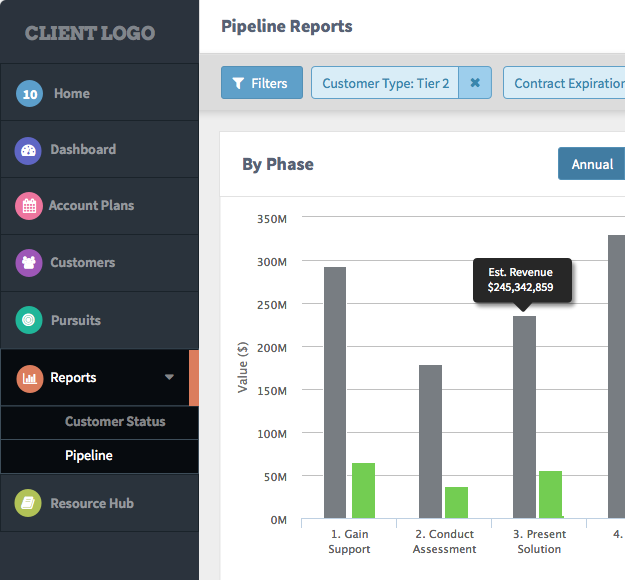 CLIENT LOGO
10 Home
Dashboard
Account Plans
Customers
Pursuits
Reports
Customer Status
Pipeline
Resource Hub
Pipeline Reports
Filters
Customer Type: Tier 2
Contract Expiration
By Phase
Annual
350M
300M
250M
200M
150M
100M
50M
0M
Value ($)
Est. Revenue
$245,342,859
1. Gain
Support
2. Conduct
Assessment
3. Present
Solution
4.